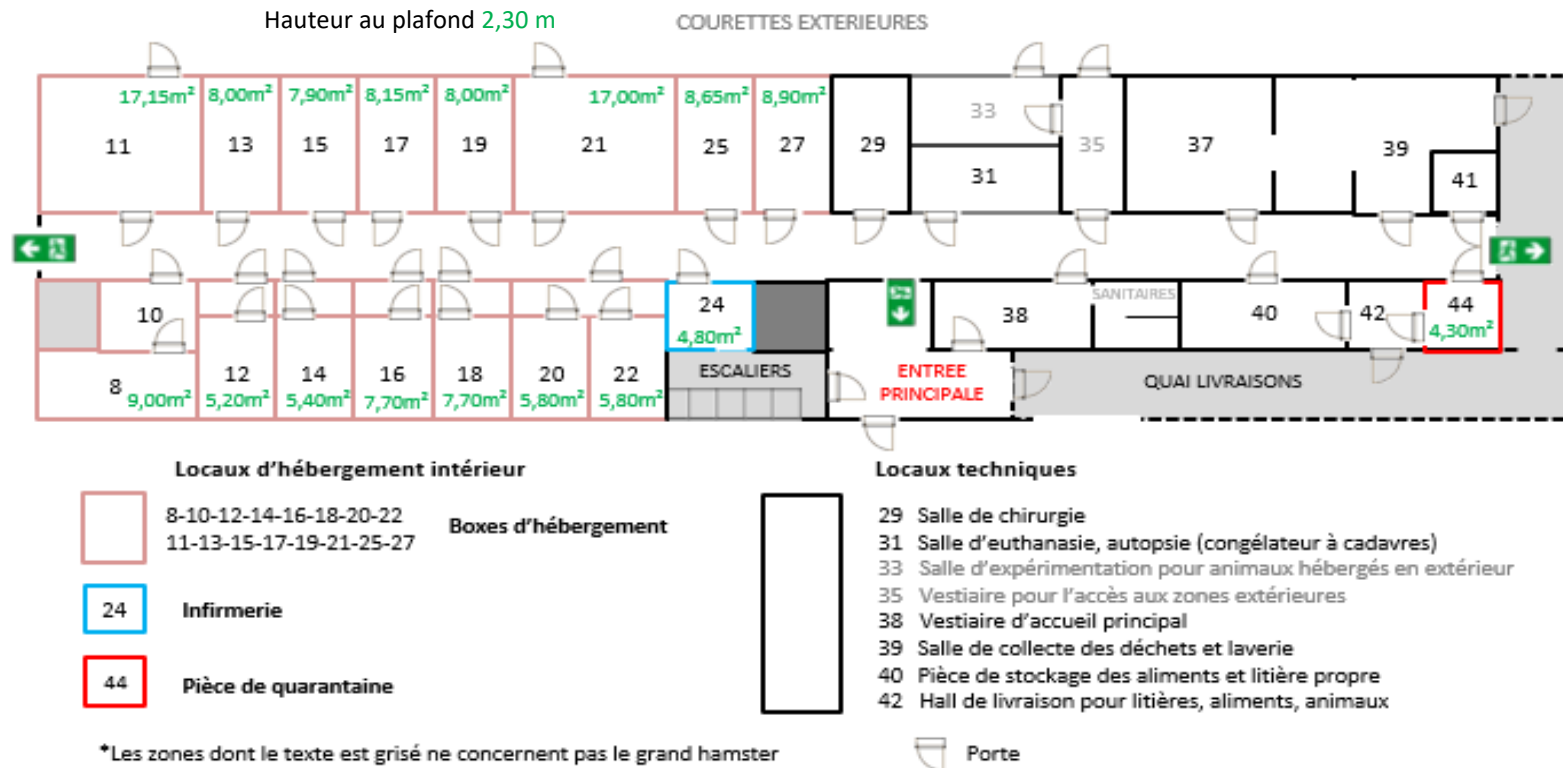 Hauteur au plafond 2,30 m
COURETTES EXTERIEURES
17,15m² 8,00m² 7,90m² 8,15m² 8,00m² 17,00m² 8,65m² 8,90m²
33
11 13 15 17 19 21 25 27 29 35 37 39
31
41
10
24
4,80m²
SANITAIRES
38 40 42 44
4,30m²
8 12 14 16 18 20 22
9,00m² 5,20m² 5,40m² 7,70m² 7,70m² 5,80m² 5,80m²
ESCALIERS
ENTREE
PRINCIPALE
QUAI LIVRAISONS
Locaux d'hébergement intérieur
8-10-12-14-16-18-20-22
11-13-15-17-19-21-25-27
Boxes d'hébergement
24 Infirmerie
44 Pièce de quarantaine
Locaux techniques
29 Salle de chirurgie
31 Salle d'euthanasie, autopsie (congélateur à cadavres)
33 Salle d'expérimentation pour animaux hébergés en extérieur
35 Vestiaire pour l'accès aux zones extérieures
38 Vestiaire d'accueil principal
39 Salle de collecte des déchets et laverie
40 Pièce de stockage des aliments et litière propre
42 Hall de livraison pour litières, aliments, animaux
*Les zones dont le texte est grisé ne concernent pas le grand hamster
Porte